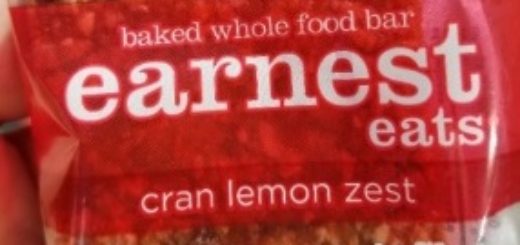 baked whole food bar
earnest
eats
cran lemon zest